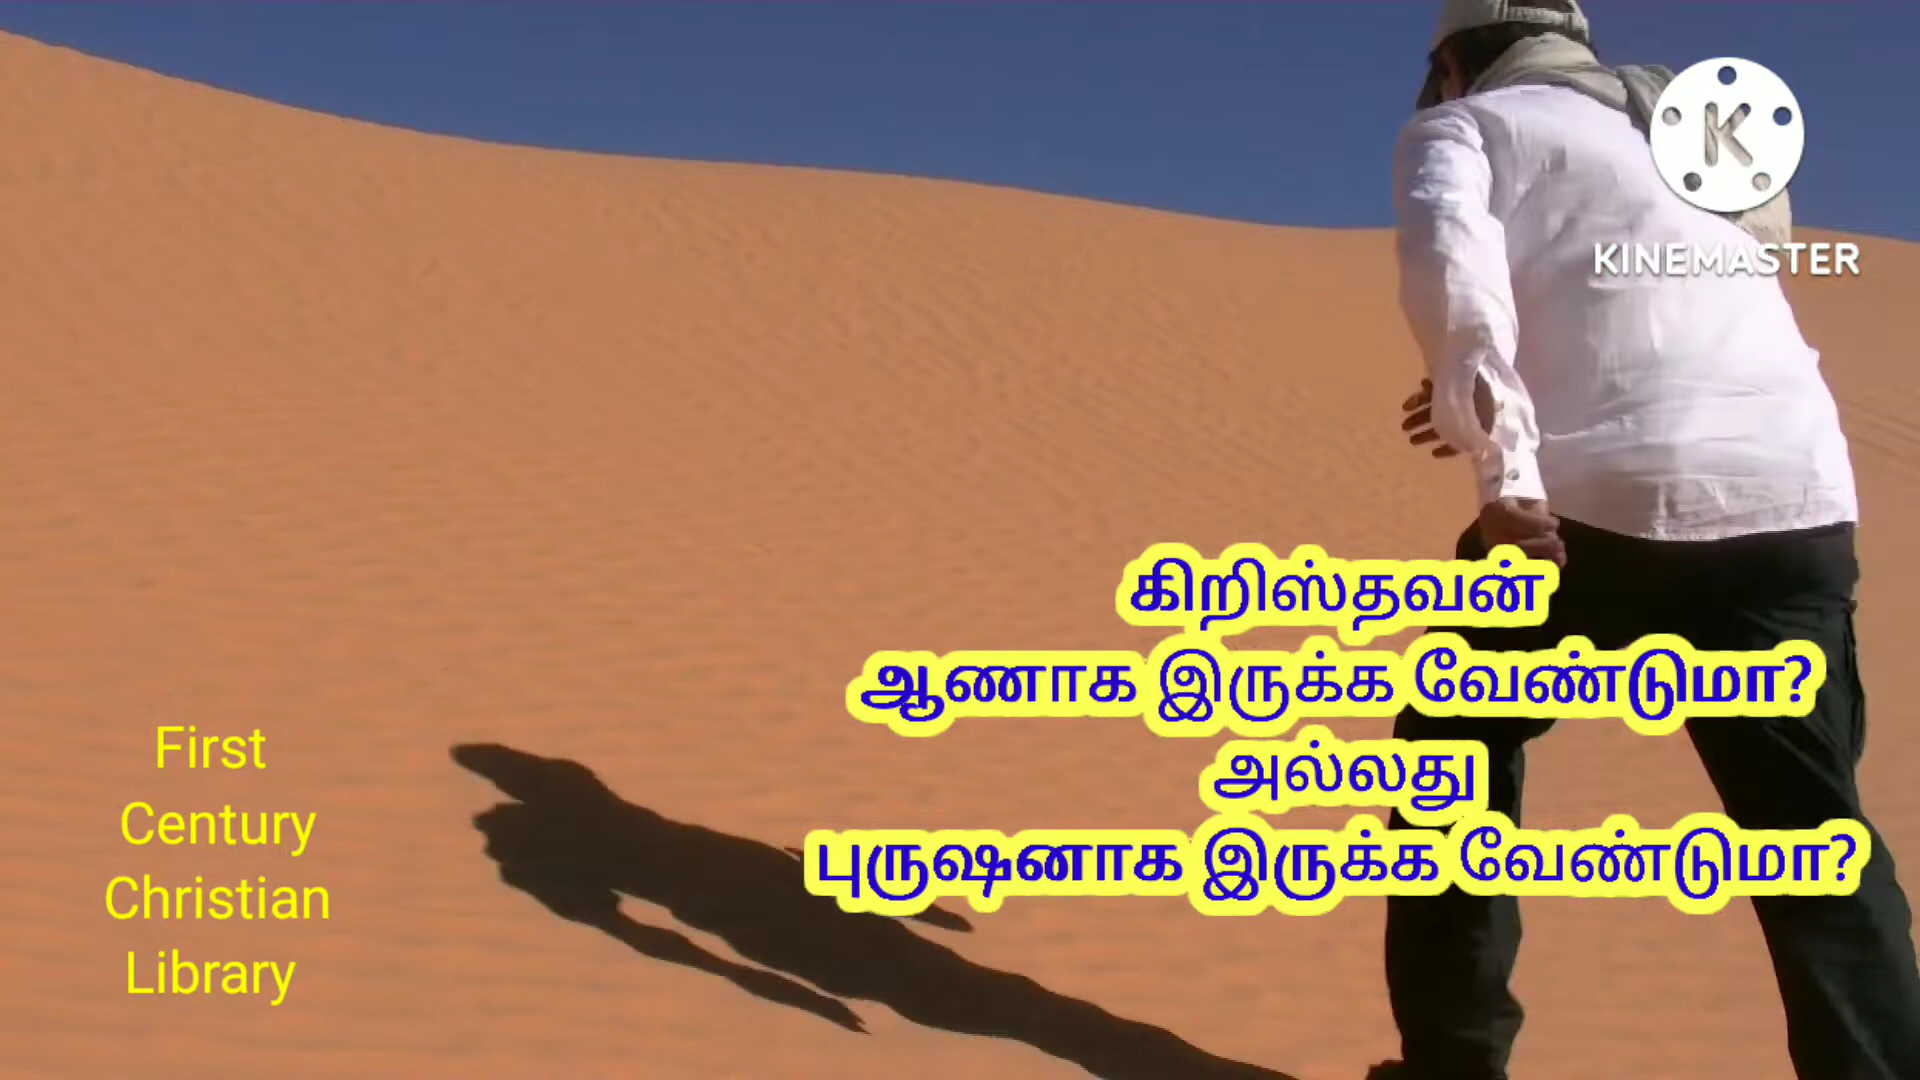 K
KINEMASTER
கிறிஸ்தவன்
ஆணாக இருக்க வேண்டுமா?
அல்லது
புருஷனாக இருக்க வேண்டுமா?
First
Century
Christian
Library